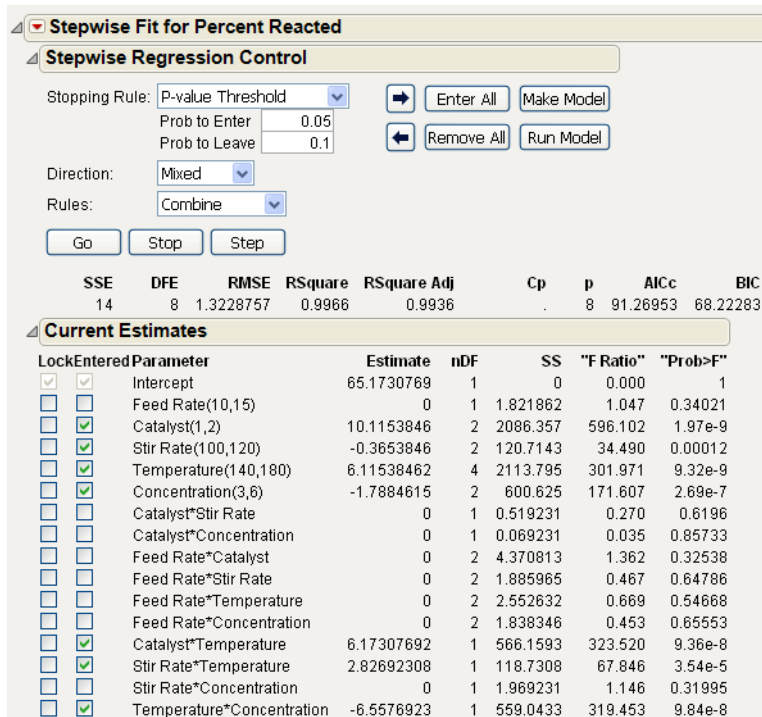 Stepwise Fit for Percent Reacted
Stepwise Regression Control
Stopping Rule: P-value Threshold Enter All Make Model
Prob to Enter 0.05
Prob to Leave 0.1 Remove All Run Model
Direction: Mixed
Rules: Combine
Go Stop Step
SSE DFE RMSE RSquare RSquare Adj Cp p AICc BIC
14 8 1.3228757 0.9966 0.9936 . 8 91.26953 68.22283
Current Estimates
Lock Entered Parameter Estimate nDF SS "F Ratio" "Prob>F"
Intercept 65.1730769 1 0 0.000 1
Feed Rate(10,15) 0 1 1.821862 1.047 0.34021
Catalyst(1,2) 10.1153846 2 2086.357 596.102 1.97e-9
Stir Rate(100,120) -0.3653846 2 120.7143 34.490 0.00012
Temperature(140,180) 6.11538462 4 2113.795 301.971 9.32e-9
Concentration(3,6) -1.7884615 2 600.625 171.607 2.69e-7
Catalyst*Stir Rate 0 1 0.519231 0.270 0.6196
Catalyst*Concentration 0 1 0.069231 0.035 0.85733
Feed Rate*Catalyst 0 2 4.370813 1.362 0.32538
Feed Rate*Stir Rate 0 2 1.885965 0.467 0.64786
Feed Rate*Temperature 0 2 2.552632 0.669 0.54668
Feed Rate*Concentration 0 2 1.838346 0.453 0.65553
Catalyst*Temperature 6.17307692 1 566.1593 323.520 9.36e-8
Stir Rate*Temperature 2.82692308 1 118.7308 67.846 3.54e-5
Stir Rate*Concentration 0 1 1.969231 1.146 0.31995
Temperature*Concentration -6.5576923 1 559.0433 319.453 9.84e-8